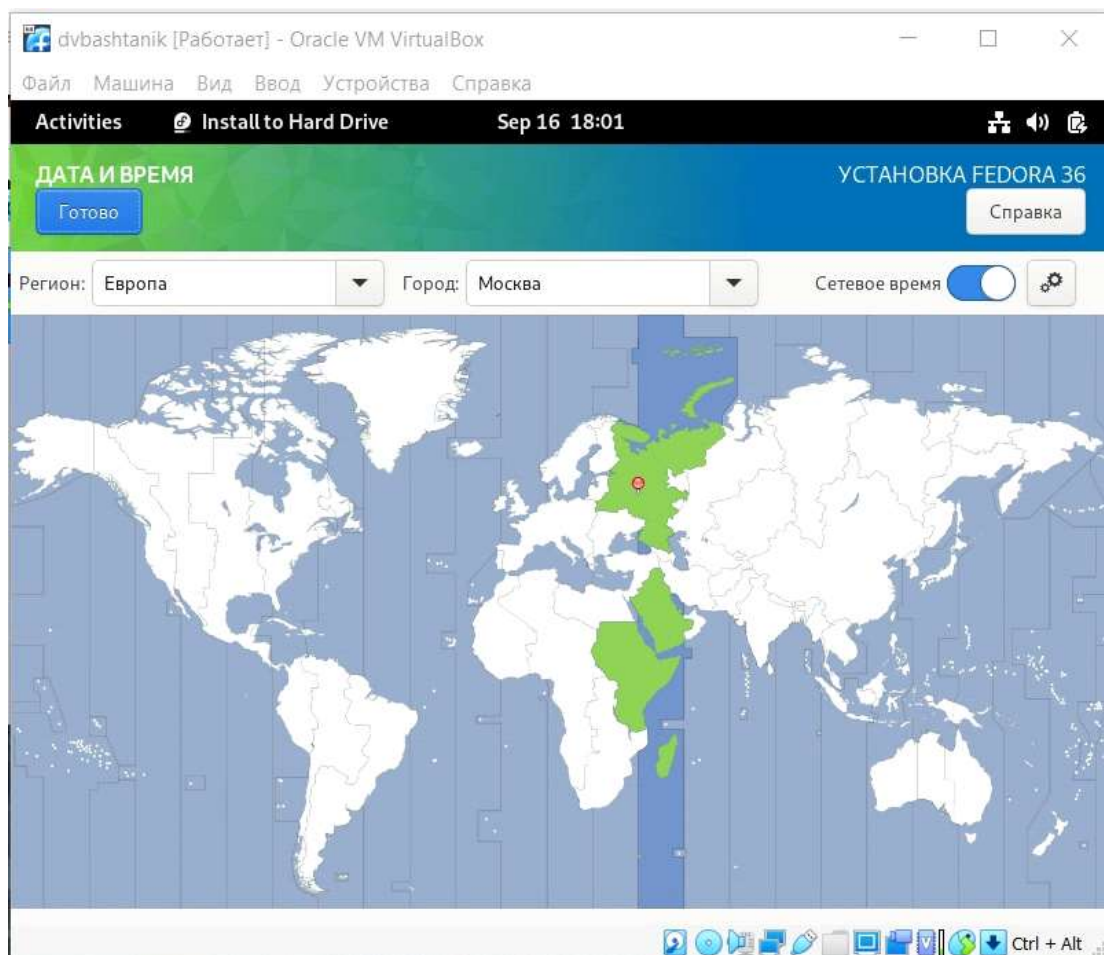 dvbashtanik [Работает] - Oracle VM VirtualBox
Файл Машина Вид Ввод Устройства Справка
Activities Install to Hard Drive Sep 16 18:01
ДАТА И ВРЕМЯ УСТАНОВКА FEDORA 36
Готово Справка
Регион: Европа Город: Москва Сетевое время
Ctrl + Alt